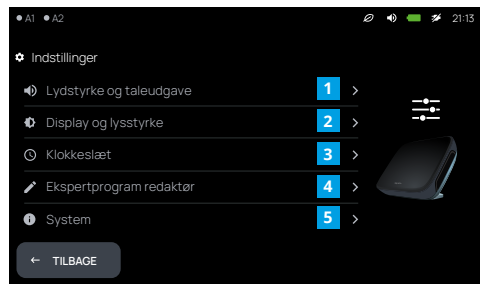 A1 A2 21:13
Indstillinger
Lydstyrke og taleudgave 1
Display og lysstyrke 2
Klokkeslæt 3
Ekspertprogram redaktør 4
System 5
TILBAGE